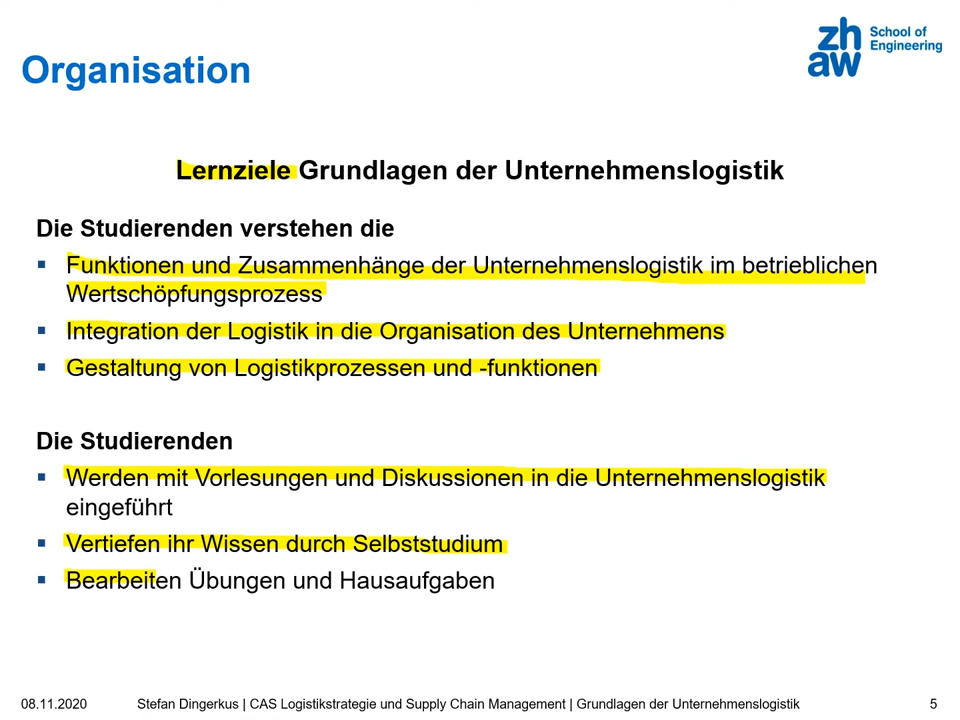 zh
aw
School of
Engineering
Organisation
Lernziele Grundlagen der Unternehmenslogistik
Die Studierenden verstehen die
▪ Funktionen und Zusammenhänge der Unternehmenslogistik im betrieblichen
Wertschöpfungsprozess
▪ Integration der Logistik in die Organisation des Unternehmens
▪ Gestaltung von Logistikprozessen und -funktionen
Die Studierenden
▪ Werden mit Vorlesungen und Diskussionen in die Unternehmenslogistik
eingeführt
▪ Vertiefen ihr Wissen durch Selbststudium
▪ Bearbeiten Übungen und Hausaufgaben
08.11.2020 Stefan Dingerkus | CAS Logistikstrategie und Supply Chain Management | Grundlagen der Unternehmenslogistik 5